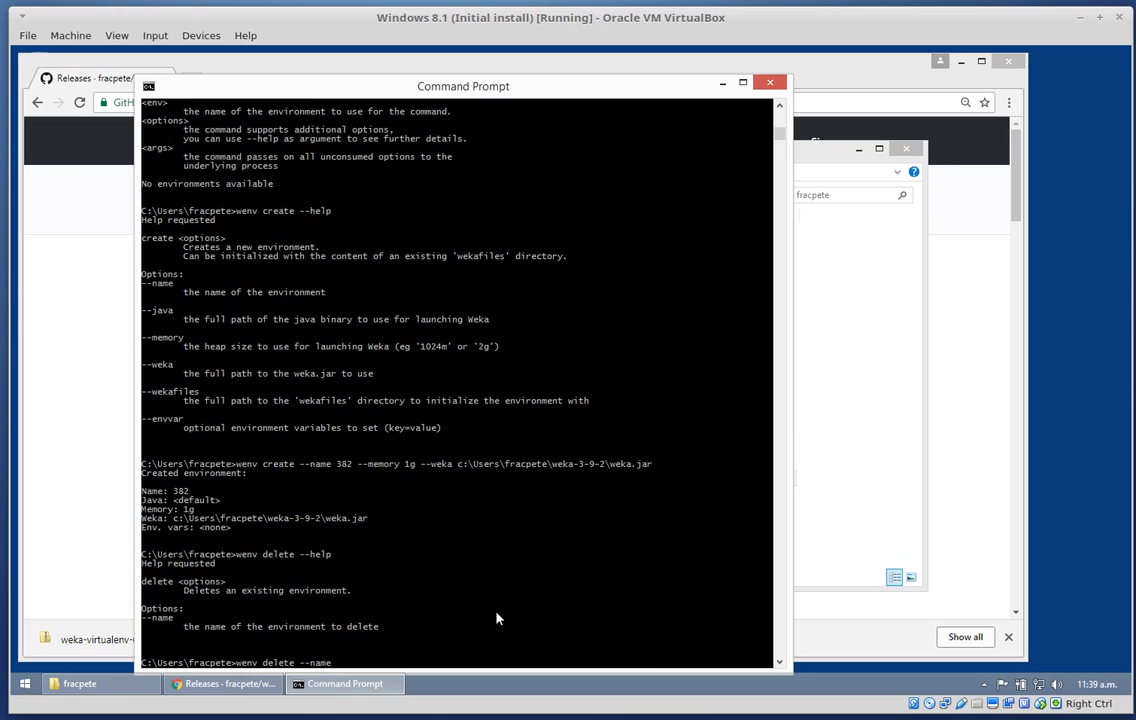 Windows 8.1 (Initial install) [Running] - Oracle VM VirtualBox
File Machine View Input Devices Help
Releases · fracpete/
GitH
Command Prompt
fracpete
<env>
the name of the environment to use for the command.
<options>
the command supports additional options,
you can use --help as argument to see further details.
<args>
the command passes on all unconsumed options to the
underlying process
No environments available
C:\Users\fracpete>wenv create --help
Help requested
create <options>
Creates a new environment.
Can be initialized with the content of an existing 'wekafiles' directory.
Options:
--name
the name of the environment
--java
the full path of the java binary to use for launching Weka
--memory
the heap size to use for launching Weka (eg '1024m' or '2g')
--weka
the full path to the weka.jar to use
--wekafiles
the full path to the 'wekafiles' directory to initialize the environment with
--envvar
optional environment variables to set (key=value)
C:\Users\fracpete>wenv create --name 382 --memory 1g --weka c:\Users\fracpete\weka-3-9-2\weka.jar
Created environment:
Name: 382
Java: <default>
Memory: 1g
Weka: c:\Users\fracpete\weka-3-9-2\weka.jar
Env. vars: <none>
C:\Users\fracpete>wenv delete --help
Help requested
delete <options>
Deletes an existing environment.
Options:
--name
the name of the environment to delete
C:\Users\fracpete>wenv delete --name
weka-virtualenv-
Show all
fracpete
Releases · fracpete/w...
Command Prompt
11:39 a.m.
Right Ctrl